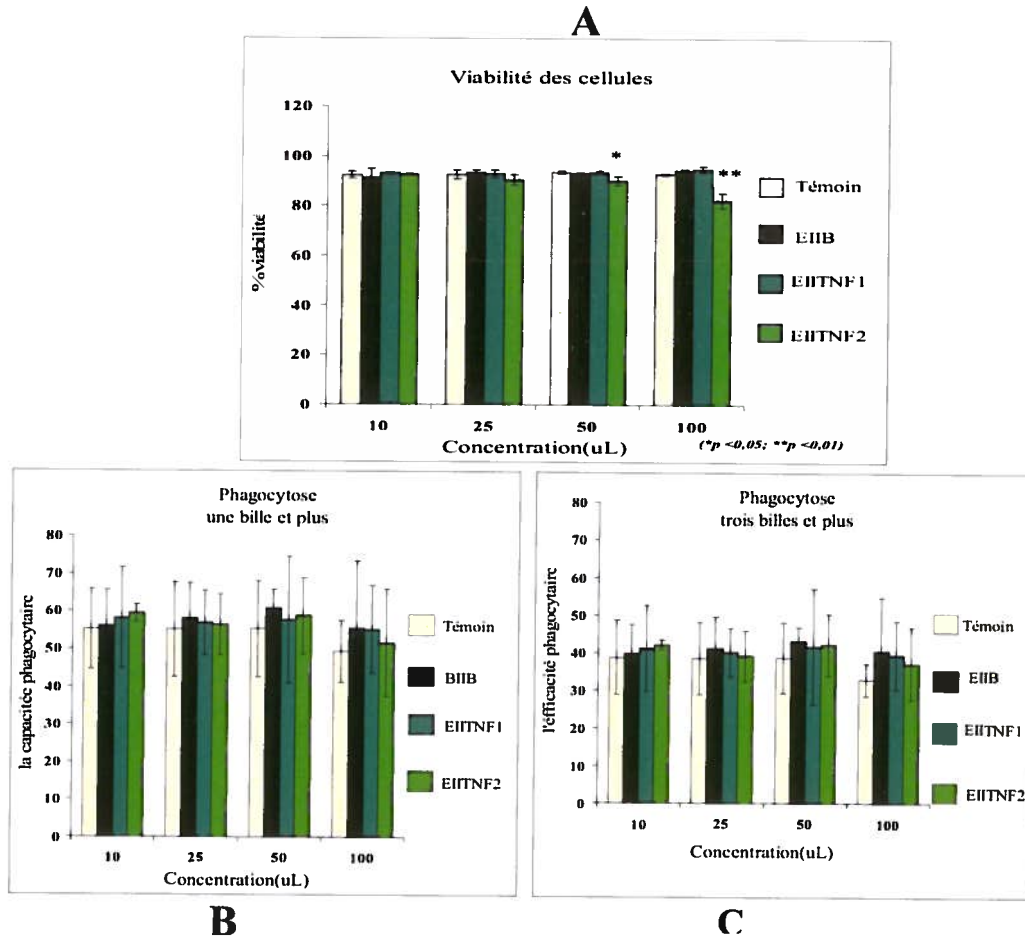 A
Viabilité des cellules
120
100
80
60
40
20
0
%viabilité
*
**
10 25 50 100
Concentration(uL)
(*p <0,05; **p <0,01)
Témoin
EIIB
EIITNF1
EIITNF2
Phagocytose
une bille et plus
80
70
60
50
40
30
20
10
0
la capacitée phagocytaire
10 25 50 100
Concentration(uL)
Témoin
BIIB
EIITNF1
EIITNF2
B
Phagocytose
trois billes et plus
80
70
60
50
40
30
20
10
0
l'éfficacité phagocytaire
10 25 50 100
Concentration(uL)
Témoin
EIIB
EIITNF1
EIITNF2
C